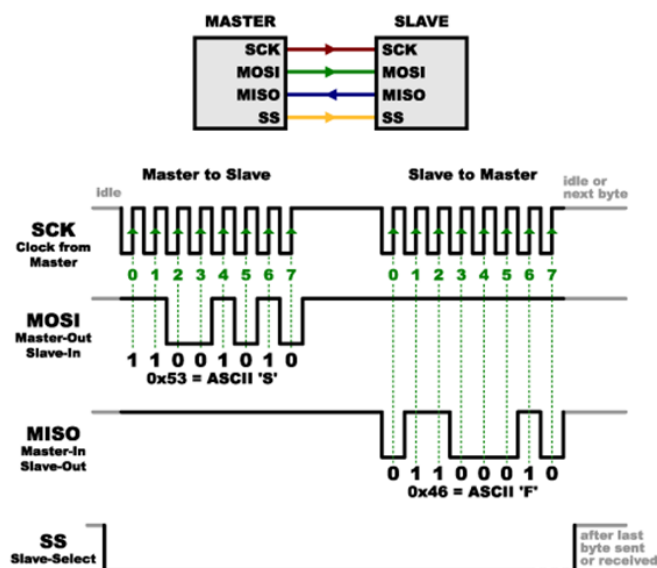 MASTER SLAVE
SCK SCK
MOSI MOSI
MISO MISO
SS SS
Master to Slave Slave to Master
idle
idle or
next byte
SCK
Clock from
Master
0 1 2 3 4 5 6 7 0 1 2 3 4 5 6 7
MOSI
Master-Out
Slave-In
1 1 0 0 1 0 1 0
0x53 = ASCII 'S'
MISO
Master-In
Slave-Out
0 1 1 0 0 0 1 0
0x46 = ASCII 'F'
SS
Slave-Select
after last
byte sent
or received